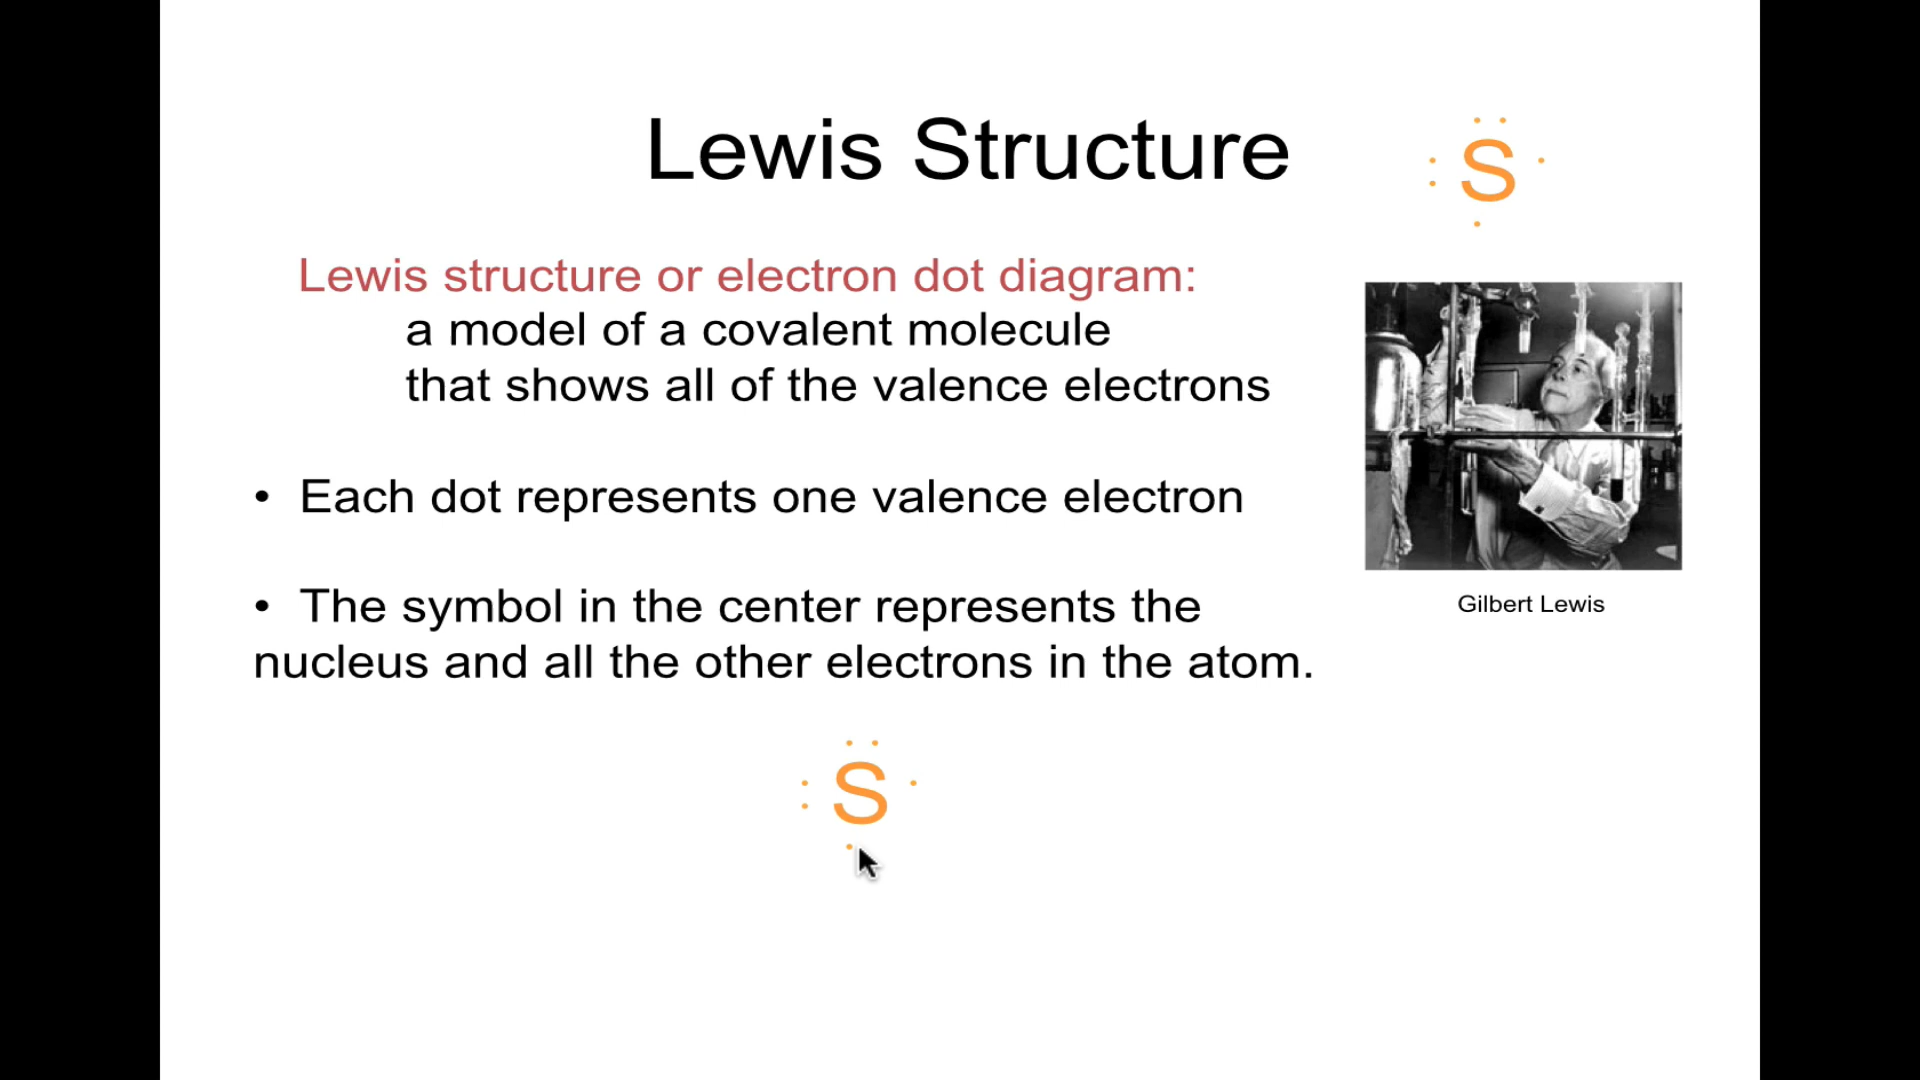 Lewis Structure
S
Lewis structure or electron dot diagram:
a model of a covalent molecule
that shows all of the valence electrons
• Each dot represents one valence electron
• The symbol in the center represents the
nucleus and all the other electrons in the atom.
Gilbert Lewis
S